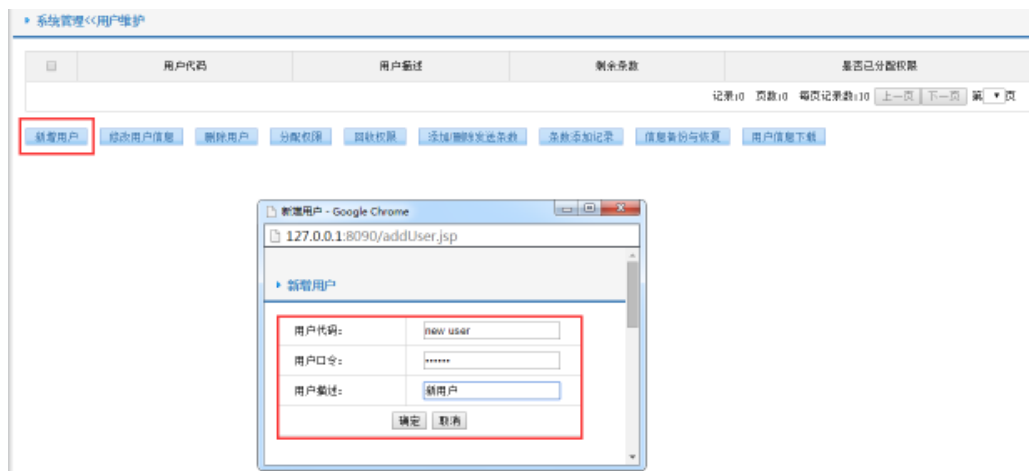 系统管理<<用户维护
用户代码 用户描述 剩余条数 是否已分配权限
记录:0 页数:0 每页记录数:10 上一页 下一页 第 页
新增用户 修改用户信息 删除用户 分配权限 回收权限 添加/删除发送条数 条数添加记录 信息备份与恢复 用户信息下载
新增用户 - Google Chrome
127.0.0.1:8090/addUser.jsp
新增用户
用户代码: new user
用户口令: ••••••
用户描述: 新用户
确定 取消